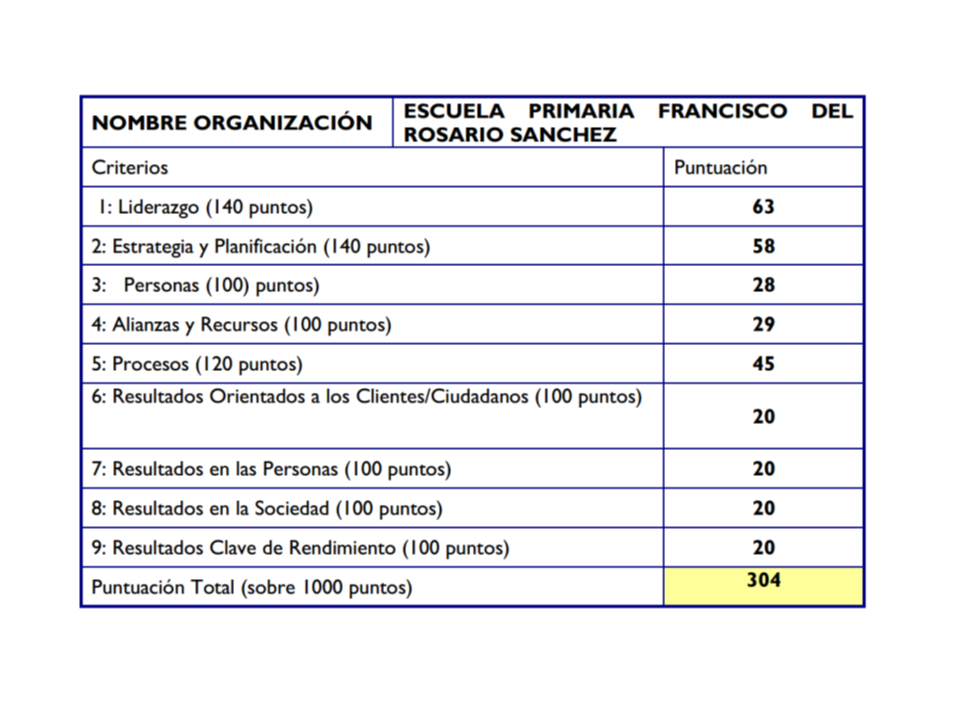 NOMBRE ORGANIZACIÓN
ESCUELA PRIMARIA FRANCISCO DEL
ROSARIO SANCHEZ
Criterios Puntuación
1: Liderazgo (140 puntos) 63
2: Estrategia y Planificación (140 puntos) 58
3: Personas (100) puntos) 28
4: Alianzas y Recursos (100 puntos) 29
5: Procesos (120 puntos) 45
6: Resultados Orientados a los Clientes/Ciudadanos (100 puntos) 20
7: Resultados en las Personas (100 puntos) 20
8: Resultados en la Sociedad (100 puntos) 20
9: Resultados Clave de Rendimiento (100 puntos) 20
Puntuación Total (sobre 1000 puntos) 304